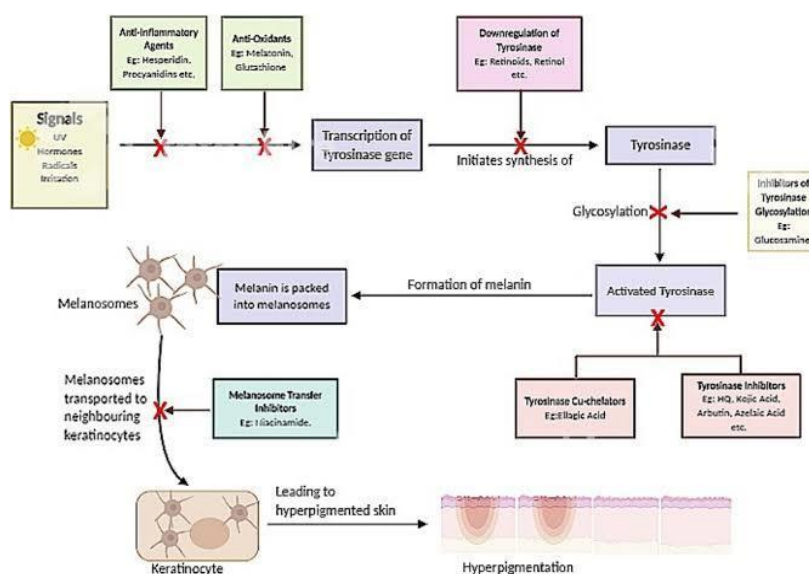 Anti-Inflammatory
Agents
Eg: Hesperidin,
Procyanidins etc.
Anti-Oxidants
Eg: Melatonin,
Glutathione
Downregulation of
Tyrosinase
Eg: Retinoids, Retinol
etc.
Signals
UV
Hormones
Radicals
Irritation
Transcription of
Tyrosinase gene
Initiates synthesis of
Tyrosinase
Glycosylation
Inhibitors of
Tyrosinase
Glycosylation
Eg:
Glucosamine
Melanosomes
Melanin is packed
into melanosomes
Formation of melanin
Activated Tyrosinase
Melanosomes
transported to
neighbouring
keratinocytes
Melanosome Transfer
Inhibitors
Eg: Niacinamide.
Tyrosinase Cu-chelators
Eg:Ellagic Acid
Tyrosinase Inhibitors
Eg: HQ, Kojic Acid,
Arbutin, Azelaic Acid
etc.
Leading to
hyperpigmented skin
Keratinocyte
Hyperpigmentation